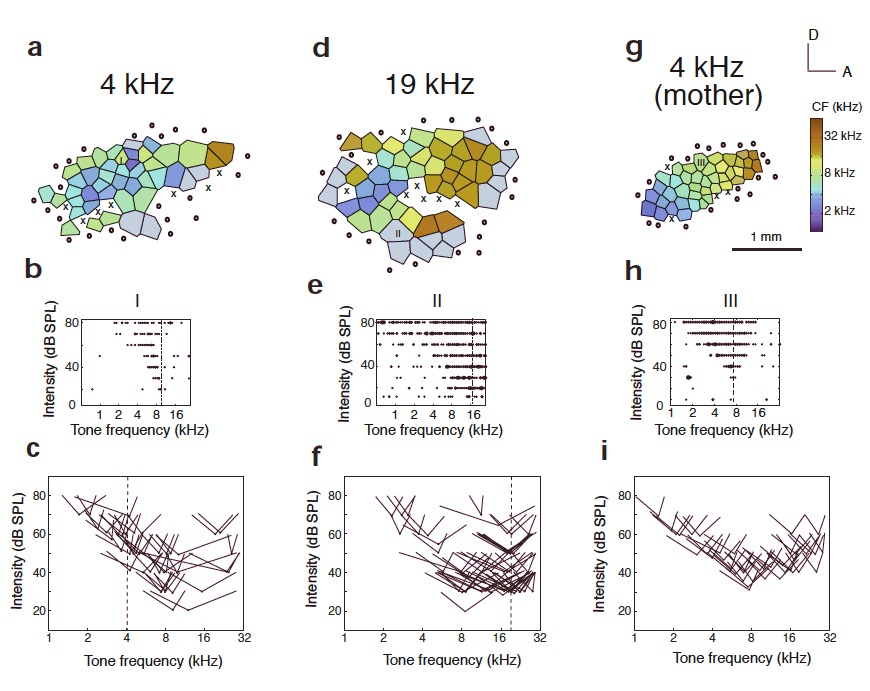 a
4 kHz
d
19 kHz
g
4 kHz
(mother)
D
A
CF (kHz)
32 kHz
8 kHz
2 kHz
1 mm
I
x
x
x
x
x
x
II
x
x
x
x
x
x
x
x
III
x
x
x
x
b
I
Intensity (dB SPL)
80
40
0
1 2 4 8 16
Tone frequency (kHz)
e
II
Intensity (dB SPL)
80
40
0
1 2 4 8 16
Tone frequency (kHz)
h
III
Intensity (dB SPL)
80
40
0
1 2 4 8 16
Tone frequency (kHz)
c
Intensity (dB SPL)
80
60
40
20
1 2 4 8 16 32
Tone frequency (kHz)
f
Intensity (dB SPL)
80
60
40
20
1 2 4 8 16 32
Tone frequency (kHz)
i
Intensity (dB SPL)
80
60
40
20
1 2 4 8 16 32
Tone frequency (kHz)